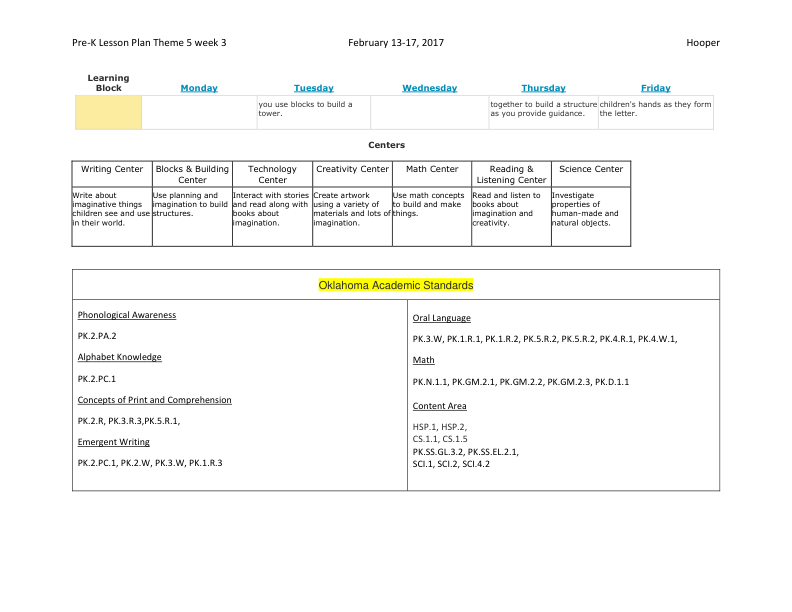 Pre-K Lesson Plan Theme 5 week 3 February 13-17, 2017 Hooper
Learning
Block Monday Tuesday Wednesday Thursday Friday
you use blocks to build a
tower.
together to build a structure
as you provide guidance.
children's hands as they form
the letter.
Centers
Writing Center
Blocks & Building
Center
Technology
Center
Creativity Center
Math Center
Reading &
Listening Center
Science Center
Write about
imaginative things
children see and use
in their world.
Use planning and
imagination to build
structures.
Interact with stories
and read along with
books about
imagination.
Create artwork
using a variety of
materials and lots of
imagination.
Use math concepts
to build and make
things.
Read and listen to
books about
imagination and
creativity.
Investigate
properties of
human-made and
natural objects.
Oklahoma Academic Standards
Phonological Awareness
PK.2.PA.2
Alphabet Knowledge
PK.2.PC.1
Concepts of Print and Comprehension
PK.2.R, PK.3.R.3,PK.5.R.1,
Emergent Writing
PK.2.PC.1, PK.2.W, PK.3.W, PK.1.R.3
Oral Language
PK.3.W, PK.1.R.1, PK.1.R.2, PK.5.R.2, PK.5.R.2, PK.4.R.1, PK.4.W.1,
Math
PK.N.1.1, PK.GM.2.1, PK.GM.2.2, PK.GM.2.3, PK.D.1.1
Content Area
HSP.1, HSP.2,
CS.1.1, CS.1.5
PK.SS.GL.3.2, PK.SS.EL.2.1,
SCI.1, SCI.2, SCI.4.2